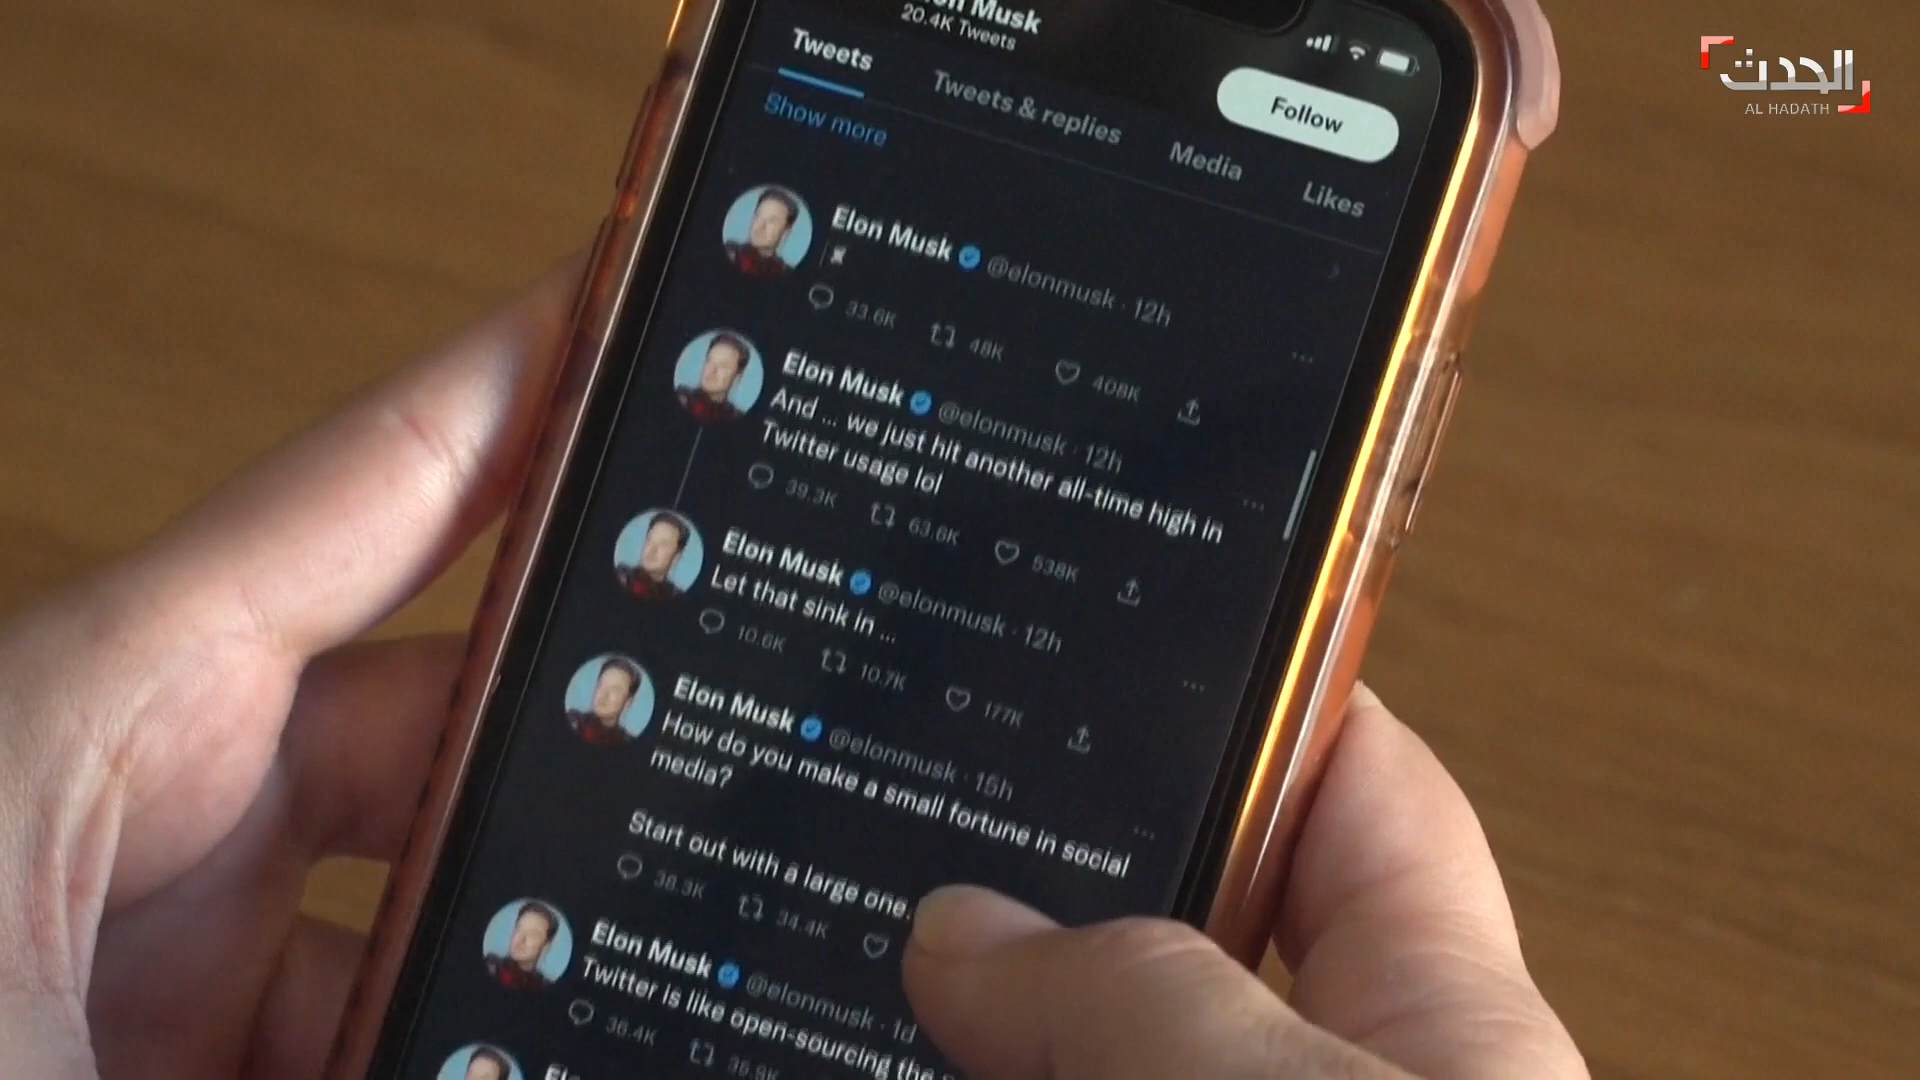 Elon Musk
20.4K Tweets
Follow
Tweets
Tweets & replies
Media
Likes
Show more
Elon Musk @elonmusk · 12h
33.6K
48K
408K
Elon Musk @elonmusk · 12h
And ... we just hit another all-time high in
Twitter usage lol
39.3K
63.6K
538K
Elon Musk @elonmusk · 12h
Let that sink in ...
10.6K
10.7K
177K
Elon Musk @elonmusk · 15h
How do you make a small fortune in social
media?
Start out with a large one.
38.3K
34.4K
Elon Musk @elonmusk · 1d
Twitter is like open-sourcing the
36.4K
35.9K
الحدث
AL HADATH